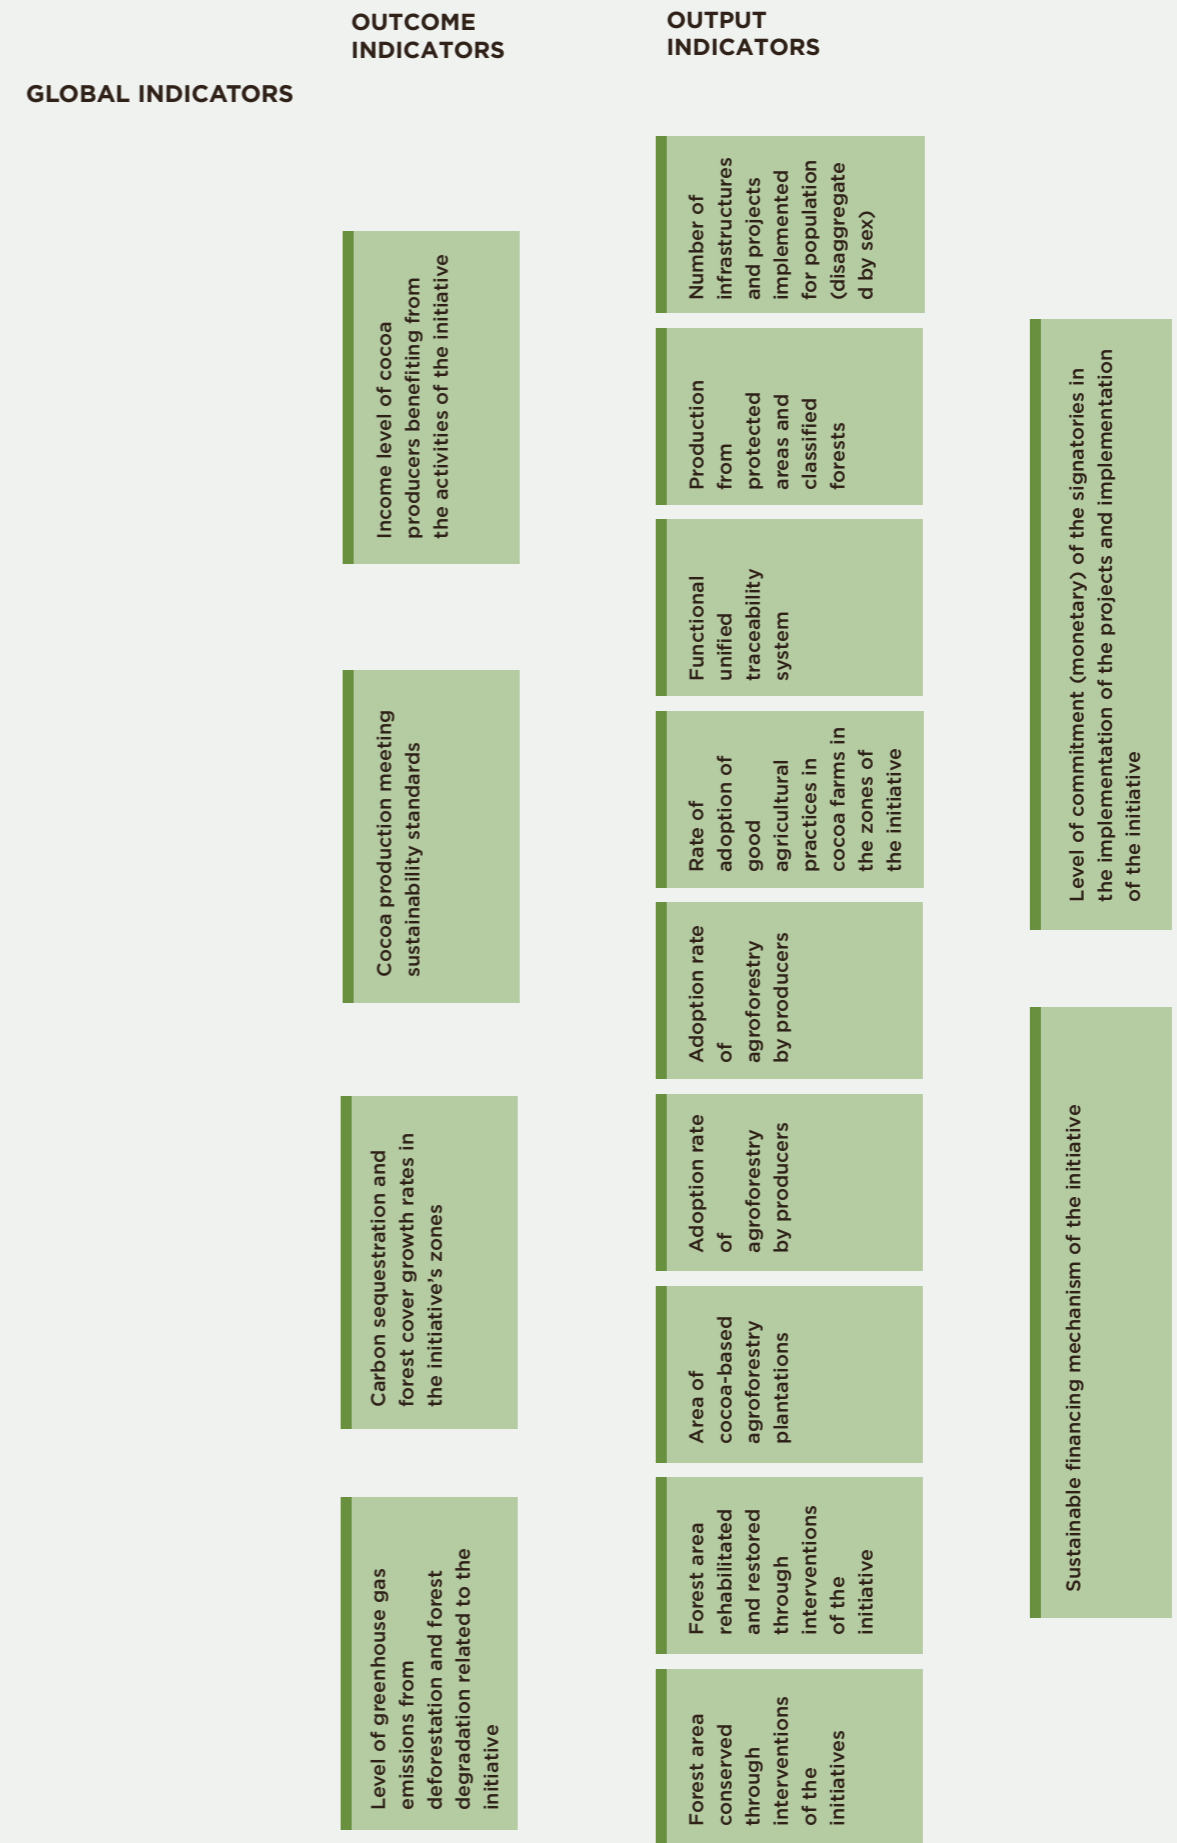 OUTCOME
INDICATORS
OUTPUT
INDICATORS
GLOBAL INDICATORS
Level of greenhouse gas
emissions from
deforestation and forest
degradation related to the
initiative
Carbon sequestration and
forest cover growth rates in
the initiative’s zones
Cocoa production meeting
sustainability standards
Income level of cocoa
producers benefiting from
the activities of the initiative
Forest area
conserved
through
interventions
of the
initiatives
Forest area
rehabilitated
and restored
through
interventions
of the
initiative
Area of
cocoa-based
agroforestry
plantations
Adoption rate
of
agroforestry
by producers
Adoption rate
of
agroforestry
by producers
Rate of
adoption of
good
agricultural
practices in
cocoa farms in
the zones of
the initiative
Functional
unified
traceability
system
Production
from
protected
areas and
classified
forests
Number of
infrastructures
and projects
implemented
for population
(disaggregate
d by sex)
Sustainable financing mechanism of the initiative
Level of commitment (monetary) of the signatories in
the implementation of the projects and implementation
of the initiative